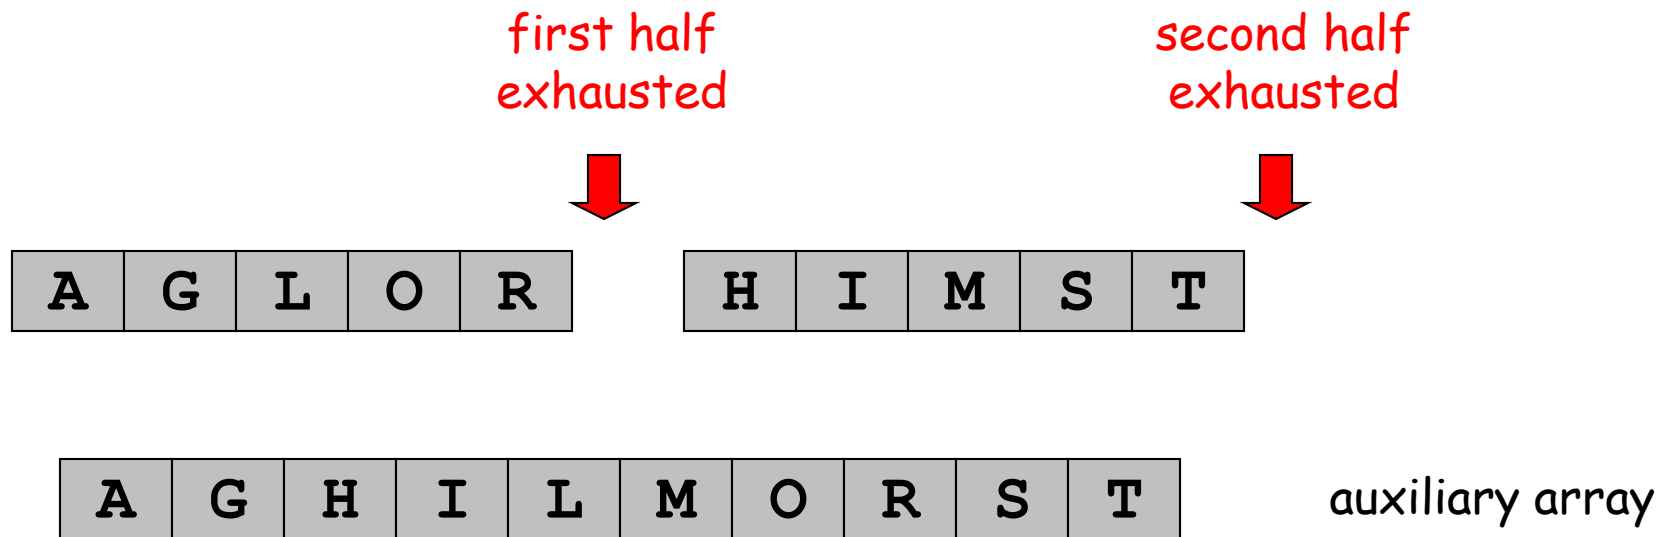 first half
exhausted
second half
exhausted
A G L O R
H I M S T
A G H I L M O R S T
auxiliary array